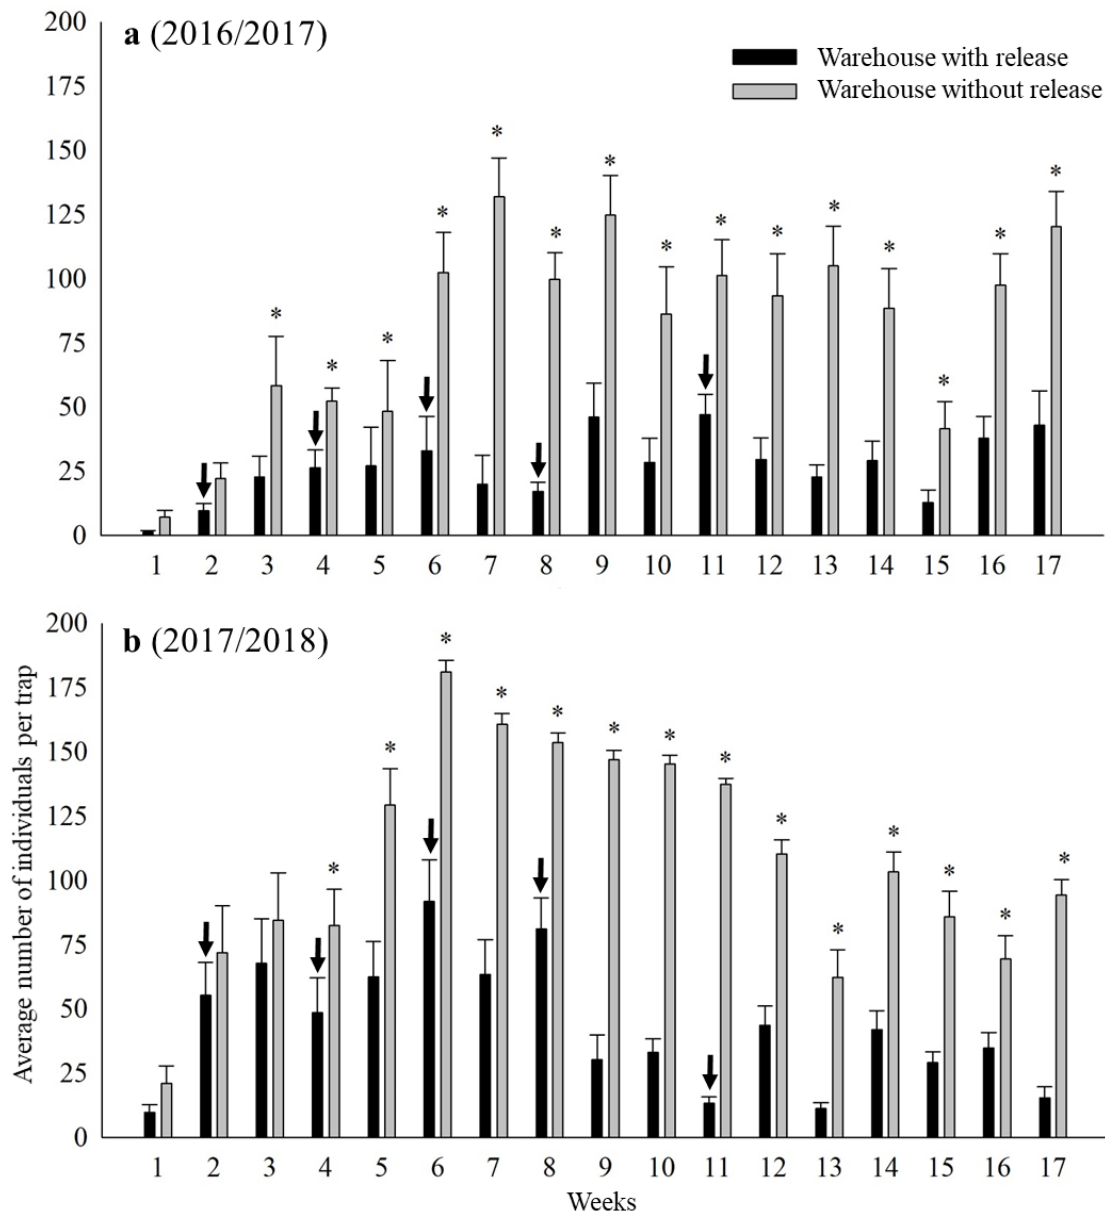 a (2016/2017)
Warehouse with release
Warehouse without release
200
175
150
125
100
75
50
25
0
* * * * * * * * * * * * * * *
1 2 3 4 5 6 7 8 9 10 11 12 13 14 15 16 17
b (2017/2018)
Average number of individuals per trap
200
175
150
125
100
75
50
25
0
* * * * * * * * * * * * * *
1 2 3 4 5 6 7 8 9 10 11 12 13 14 15 16 17
Weeks